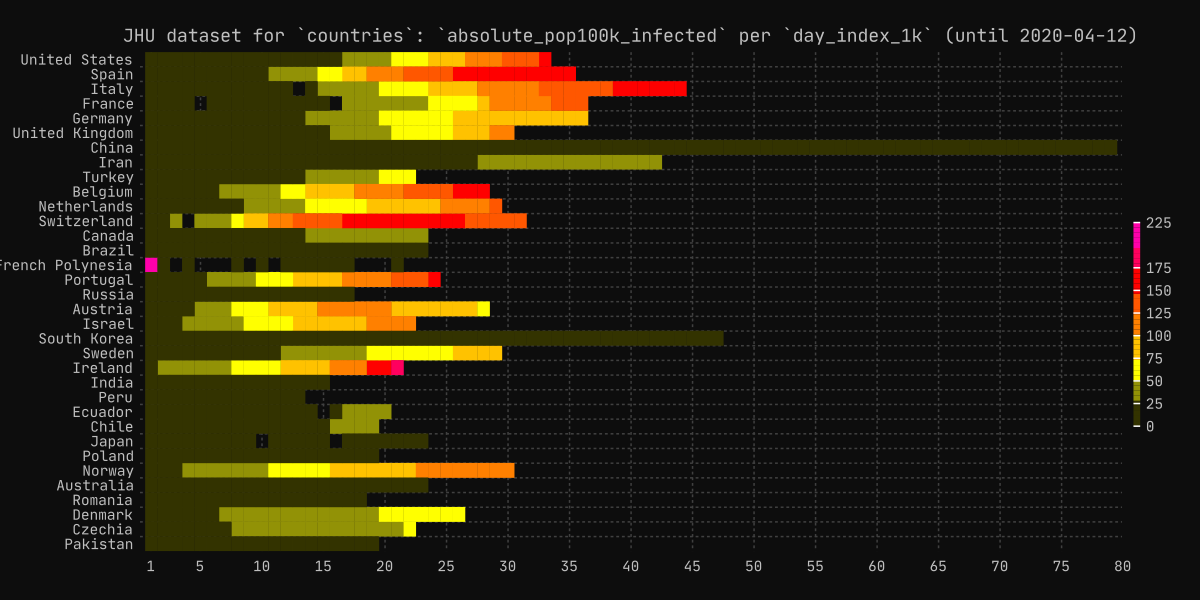 JHU dataset for `countries`: `absolute_pop100k_infected` per `day_index_1k` (until 2020-04-12)
United States
Spain
Italy
France
Germany
United Kingdom
China
Iran
Turkey
Belgium
Netherlands
Switzerland
Canada
Brazil
French Polynesia
Portugal
Russia
Austria
Israel
South Korea
Sweden
Ireland
India
Peru
Ecuador
Chile
Japan
Poland
Norway
Australia
Romania
Denmark
Czechia
Pakistan
1 5 10 15 20 25 30 35 40 45 50 55 60 65 70 75 80
225
175
150
125
100
75
50
25
0